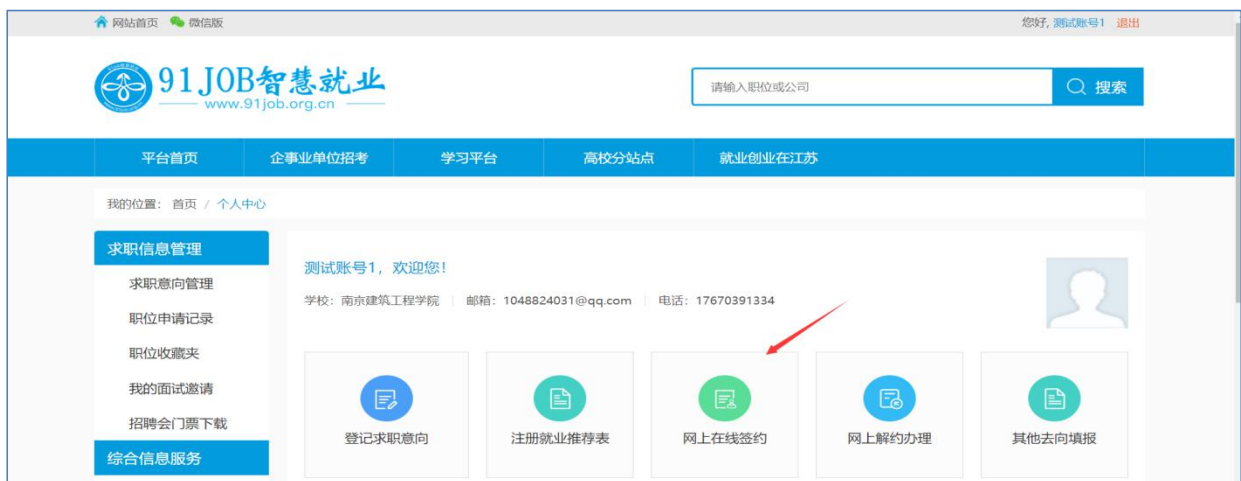 网站首页 微信版 您好, 测试账号1 退出
91JOB智慧就业
www.91job.org.cn
请输入职位或公司 搜索
平台首页 企事业单位招考 学习平台 高校分站点 就业创业在江苏
我的位置： 首页 / 个人中心
求职信息管理
求职意向管理
职位申请记录
职位收藏夹
我的面试邀请
招聘会门票下载
综合信息服务
测试账号1，欢迎您！
学校：南京建筑工程学院 | 邮箱：1048824031@qq.com | 电话：17670391334
登记求职意向 注册就业推荐表 网上在线签约 网上解约办理 其他去向填报